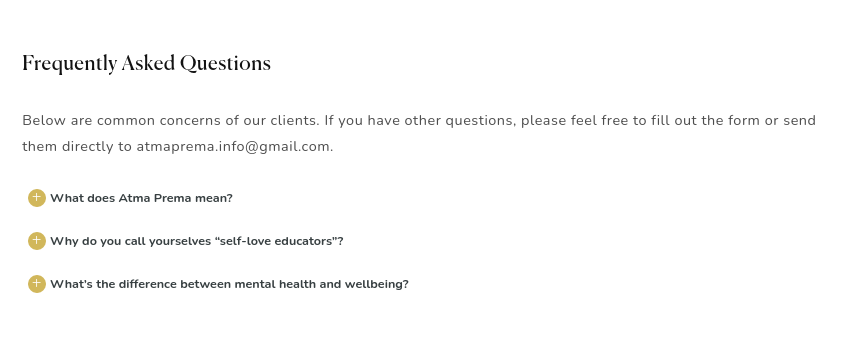 Frequently Asked Questions
Below are common concerns of our clients. If you have other questions, please feel free to fill out the form or send
them directly to atmaprema.info@gmail.com.
What does Atma Prema mean?
Why do you call yourselves "self-love educators"?
What's the difference between mental health and wellbeing?